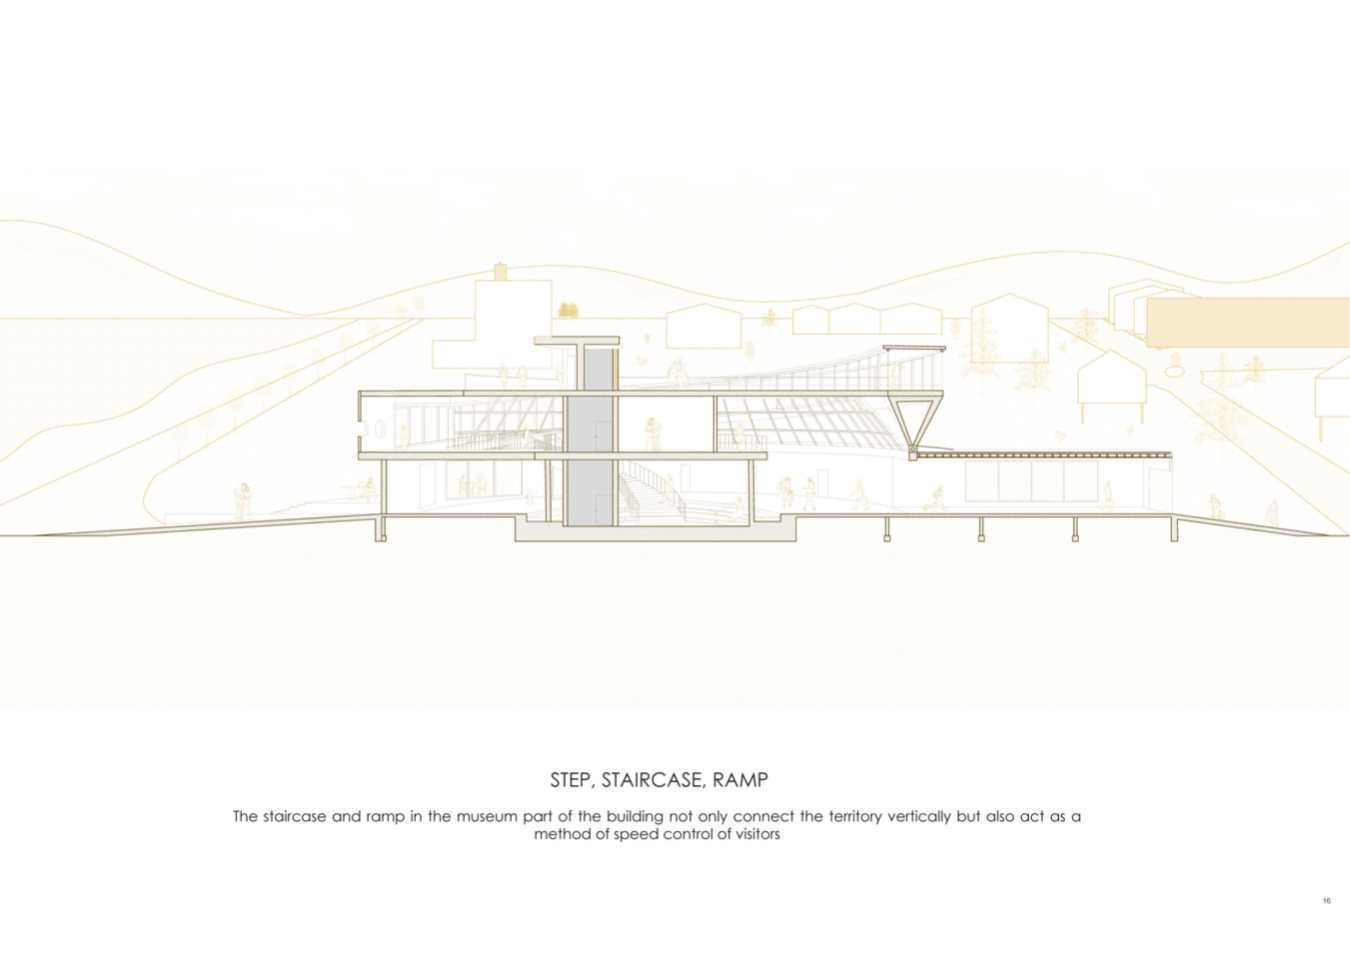 STEP, STAIRCASE, RAMP
The staircase and ramp in the museum part of the building not only connect the territory vertically but also act as a
method of speed control of visitors
16